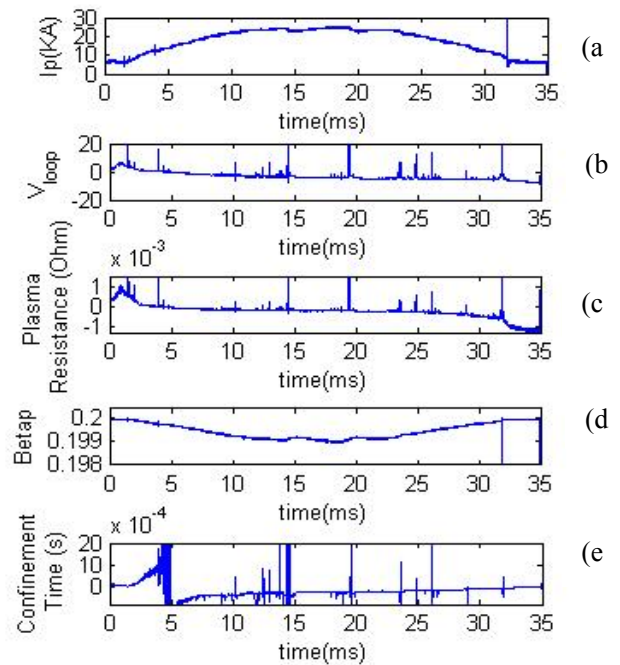 Ip(KA)
30
20
10
0
0 5 10 15 20 25 30 35
time(ms)
(a
V_loop
20
0
-20
0 5 10 15 20 25 30 35
time(ms)
(b
x 10^-3
Plasma
Resistance (Ohm)
1
0
-1
0 5 10 15 20 25 30 35
time(ms)
(c
Betap
0.2
0.199
0.198
0 5 10 15 20 25 30 35
time(ms)
(d
x 10^-4
Confinement
Time (s)
20
10
0
0 5 10 15 20 25 30 35
time(ms)
(e